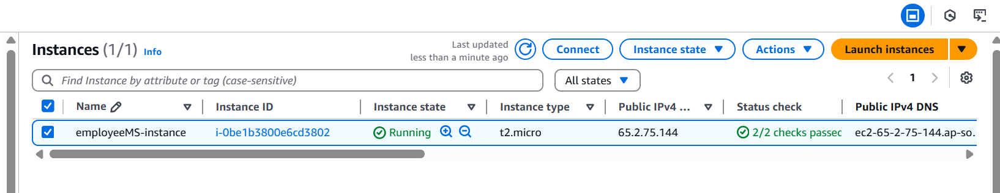 Instances (1/1) Info
Last updated
less than a minute ago
Connect
Instance state
Actions
Launch instances
Find Instance by attribute or tag (case-sensitive)
All states
1
Name Instance ID Instance state Instance type Public IPv4 ... Status check Public IPv4 DNS
employeeMS-instance i-0be1b3800e6cd3802 Running t2.micro 65.2.75.144 2/2 checks passec ec2-65-2-75-144.ap-so.